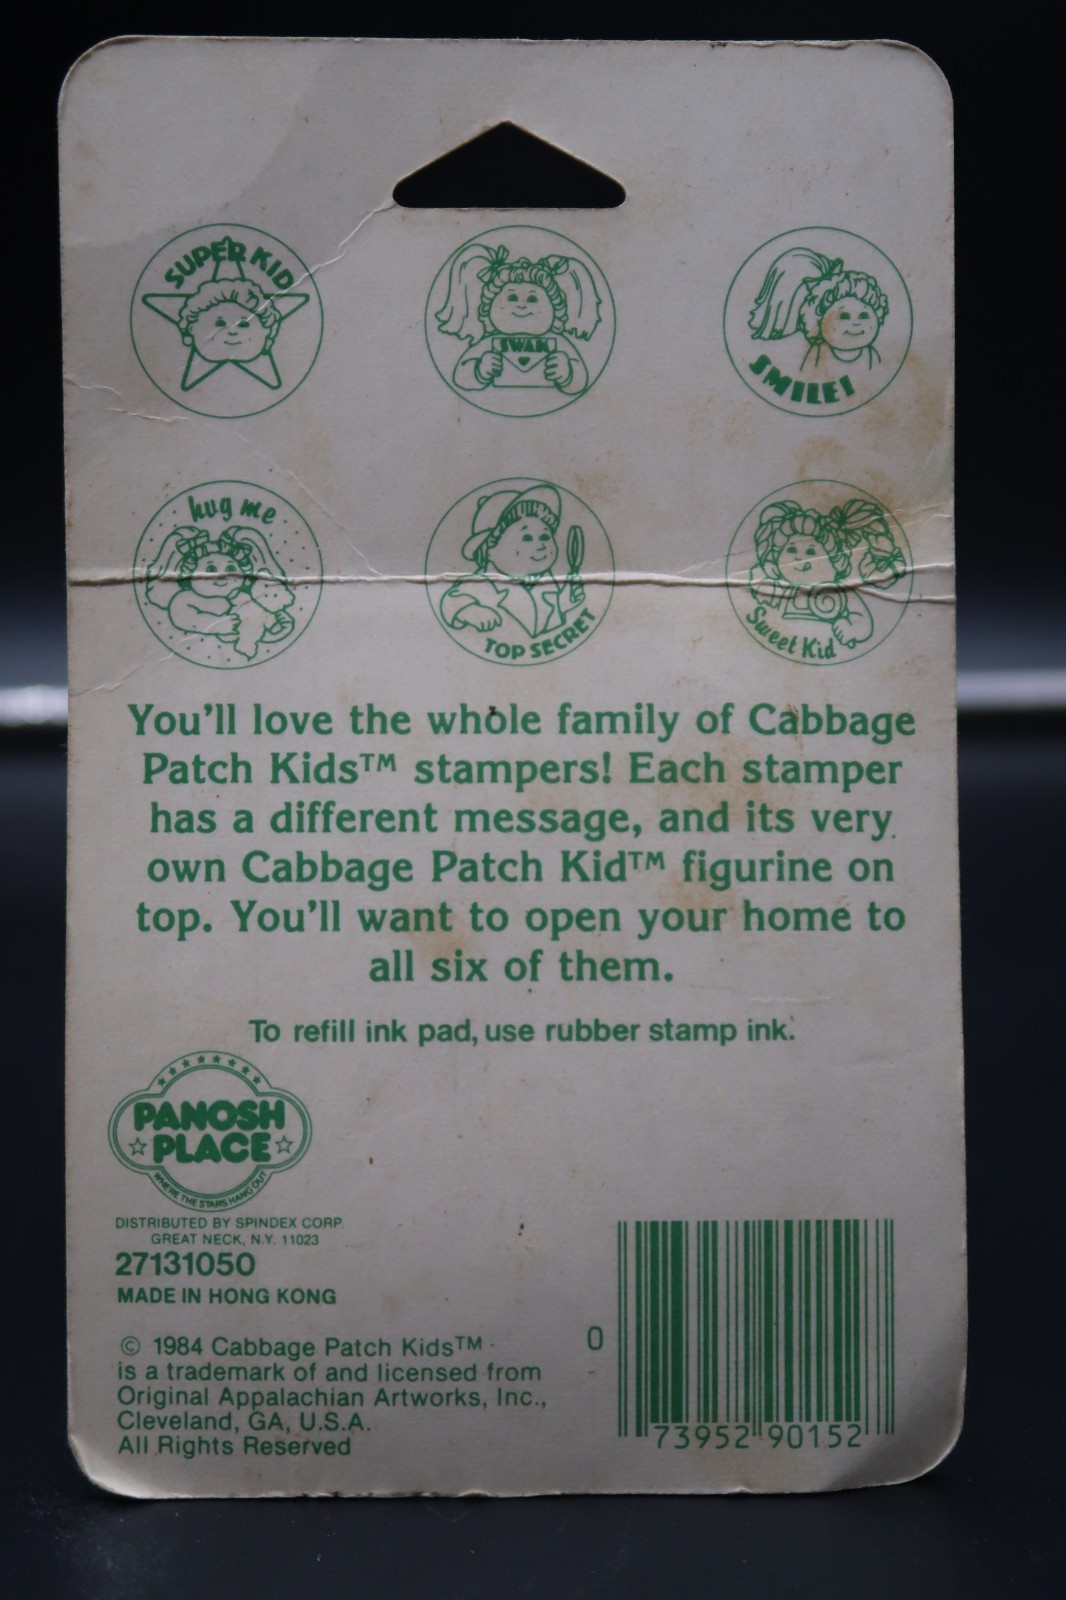 SUPER KID
SWAK
SMILE!
hug me
TOP SECRET
Sweet Kid
You'll love the whole family of Cabbage
Patch Kids™ stampers! Each stamper
has a different message, and its very
own Cabbage Patch Kid™ figurine on
top. You'll want to open your home to
all six of them.
To refill ink pad, use rubber stamp ink.
PANOSH
PLACE
WHERE THE STARS HANG OUT
DISTRIBUTED BY SPINDEX CORP.
GREAT NECK, N.Y. 11023
27131050
MADE IN HONG KONG
© 1984 Cabbage Patch Kids™
is a trademark of and licensed from
Original Appalachian Artworks, Inc.,
Cleveland, GA, U.S.A.
All Rights Reserved
0 73952 90152